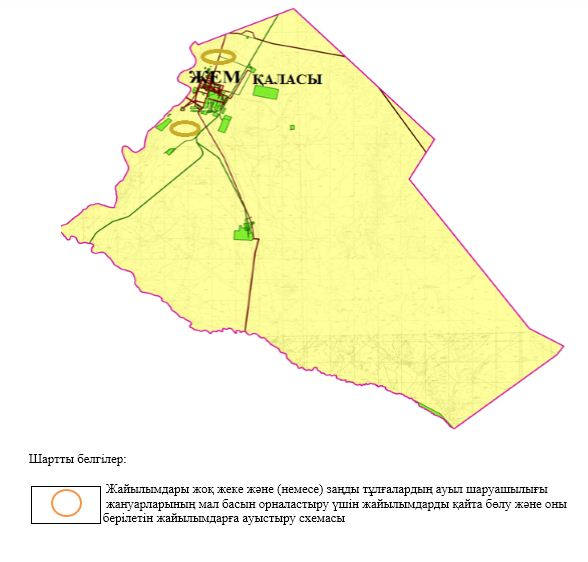 ЖЕМ ҚАЛАСЫ
Шартты белгілер:
Жайылымдары жоқ жеке және (немесе) заңды тұлғалардың ауыл шаруашылығы
жануарларының мал басын орналастыру үшін жайылымдарды қайта бөлу және оны
берілетін жайылымдарға ауыстыру схемасы